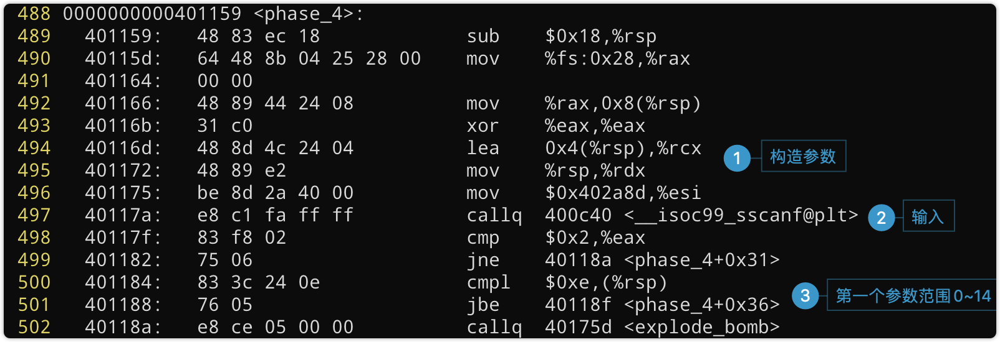 488 0000000000401159 <phase_4>:
489   401159:   48 83 ec 18             sub    $0x18,%rsp
490   40115d:   64 48 8b 04 25 28 00    mov    %fs:0x28,%rax
491   401164:   00 00
492   401166:   48 89 44 24 08          mov    %rax,0x8(%rsp)
493   40116b:   31 c0                   xor    %eax,%eax
494   40116d:   48 8d 4c 24 04          lea    0x4(%rsp),%rcx 1 构造参数
495   401172:   48 89 e2                mov    %rsp,%rdx
496   401175:   be 8d 2a 40 00          mov    $0x402a8d,%esi
497   40117a:   e8 c1 fa ff ff          callq  400c40 <__isoc99_sscanf@plt> 2 输入
498   40117f:   83 f8 02                cmp    $0x2,%eax
499   401182:   75 06                   jne    40118a <phase_4+0x31>
500   401184:   83 3c 24 0e             cmpl   $0xe,(%rsp)
501   401188:   76 05                   jbe    40118f <phase_4+0x36> 3 第一个参数范围0~14
502   40118a:   e8 ce 05 00 00          callq  40175d <explode_bomb>